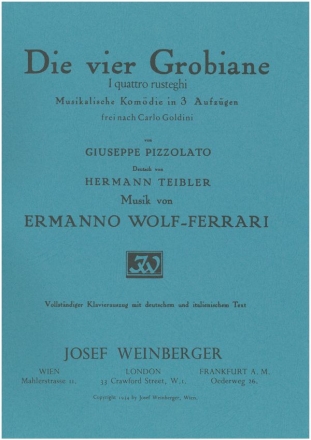 Die vier Grobiane
I quattro rusteghi
Musikalische Komödie in 3 Aufzügen
frei nach Carlo Goldini
von
GIUSEPPE PIZZOLATO
Deutsch von
HERMANN TEIBLER
Musik von
ERMANNO WOLF-FERRARI
JW
Vollständiger Klavierauszug mit deutschem und italienischem Text
JOSEF WEINBERGER
WIEN LONDON FRANKFURT A. M.
Mahlerstrasse 11. 33 Crawford Street, W.1. Oederweg 26.
Copyright by Josef Weinberger, Wien.